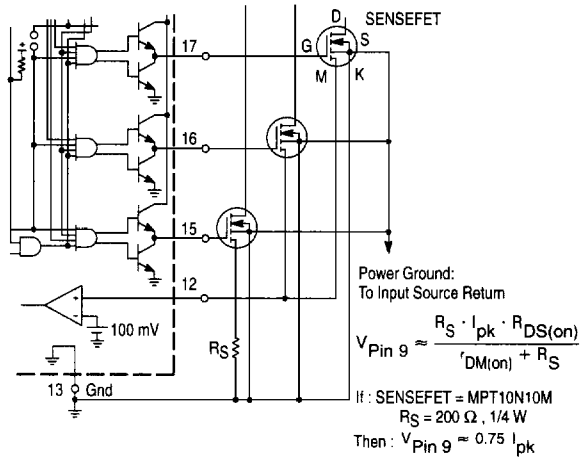 D
SENSEFET
+
17
G
S
M
K
16
15
12
+
−
100 mV
R_S
13
Gnd
Power Ground:
To Input Source Return
V_Pin 9 ≈ (R_S · I_pk · R_DS(on)) / (r_DM(on) + R_S)
If : SENSEFET = MPT10N10M
R_S = 200 Ω , 1/4 W
Then : V_Pin 9 ≈ 0.75 I_pk